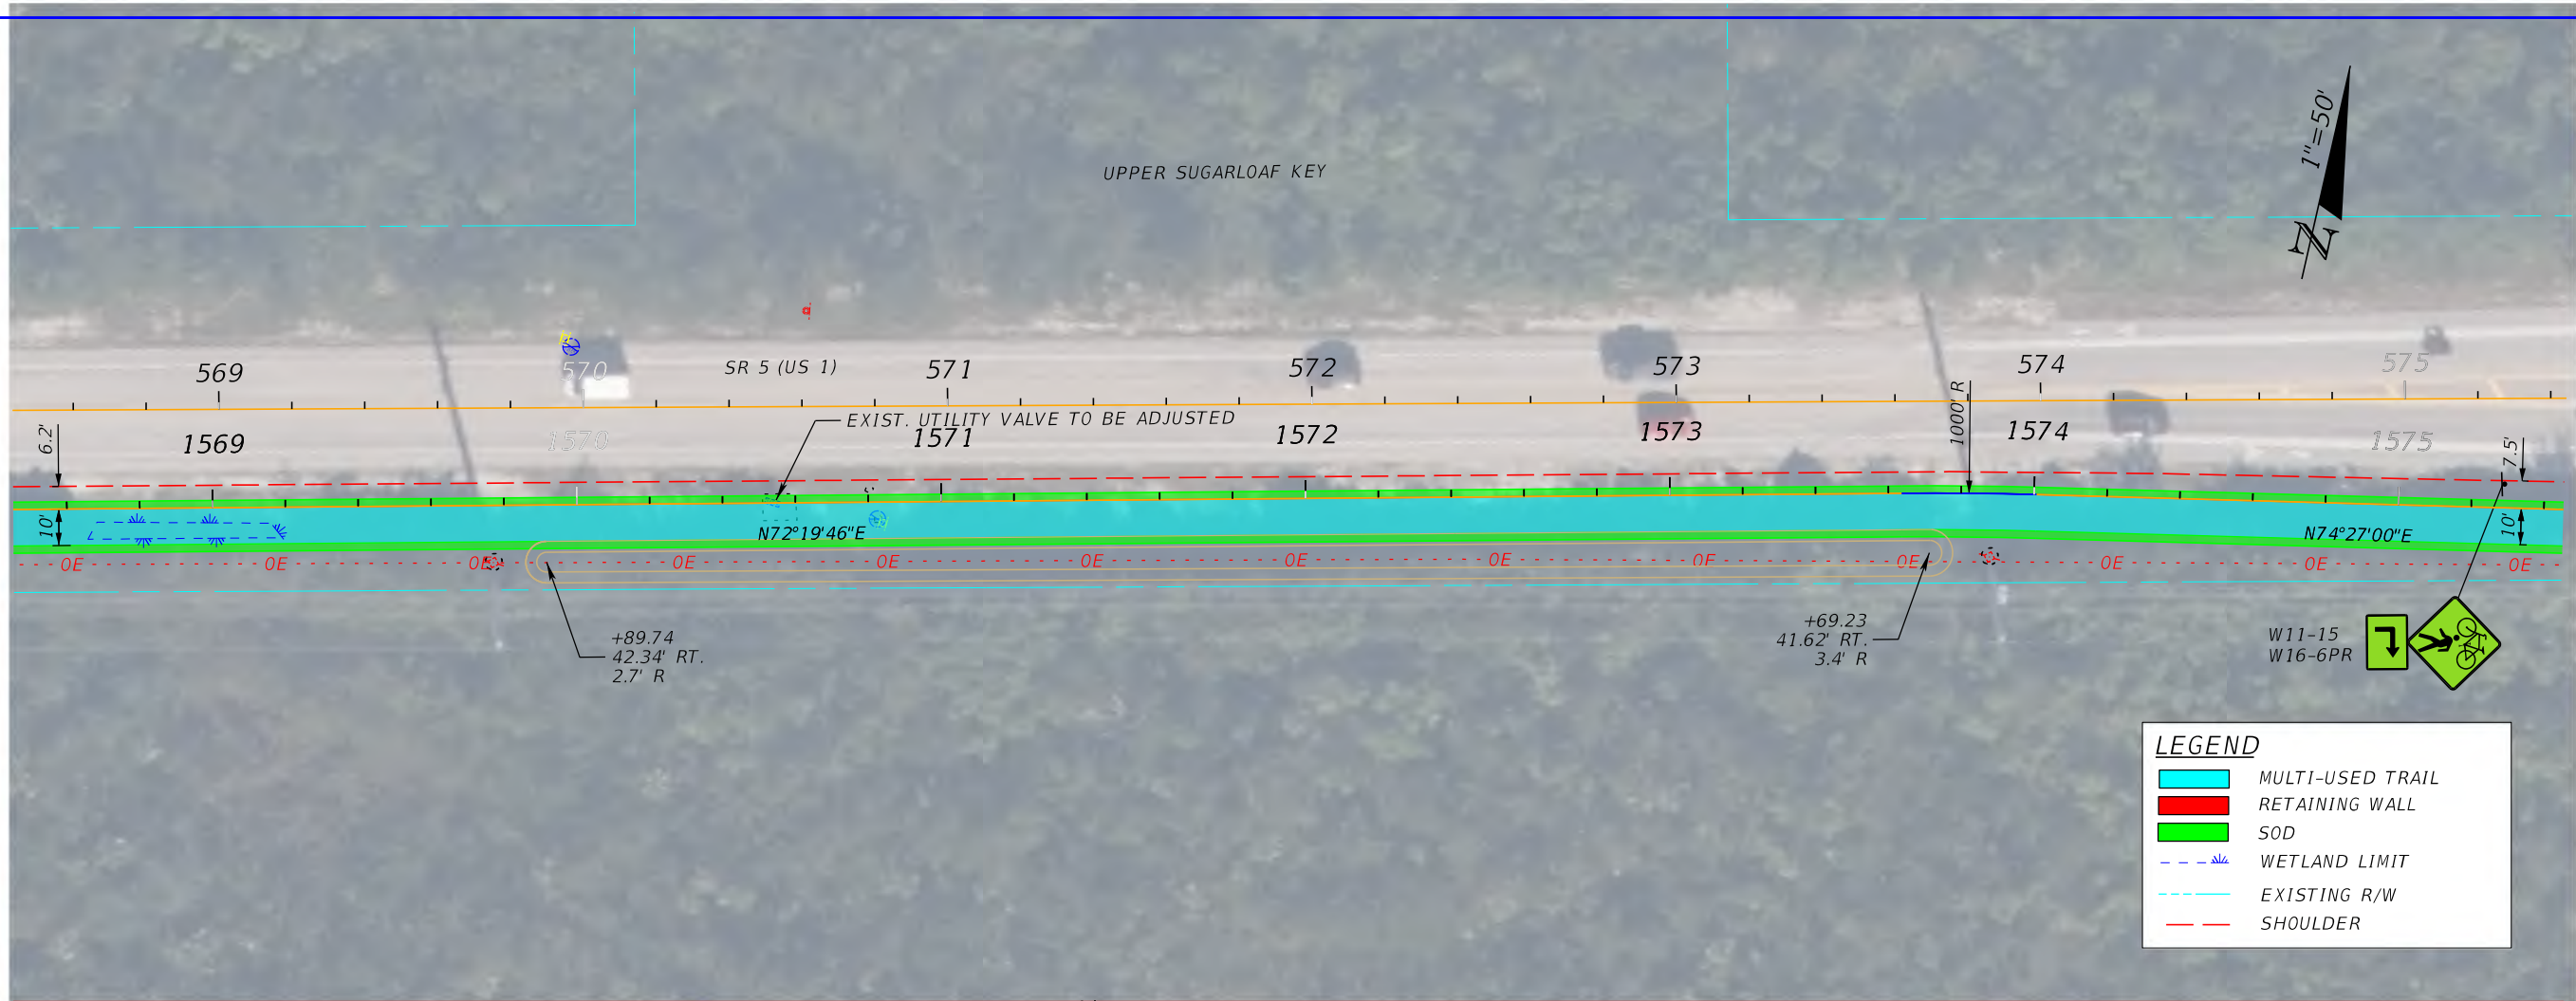 UPPER SUGARLOAF KEY
1"=50'
N
569
570
SR 5 (US 1)
571
572
573
574
575
EXIST. UTILITY VALVE TO BE ADJUSTED
6.2'
1569
1570
1571
1572
1573
1000' R
1574
1575
7.5'
10'
N72°19'46"E
N74°27'00"E
10'
OE OE OE OE OE OE OE OE OE OE OE OE OE
+89.74
42.34' RT.
2.7' R
+69.23
41.62' RT.
3.4' R
W11-15
W16-6PR
LEGEND
MULTI-USED TRAIL
RETAINING WALL
SOD
WETLAND LIMIT
EXISTING R/W
SHOULDER